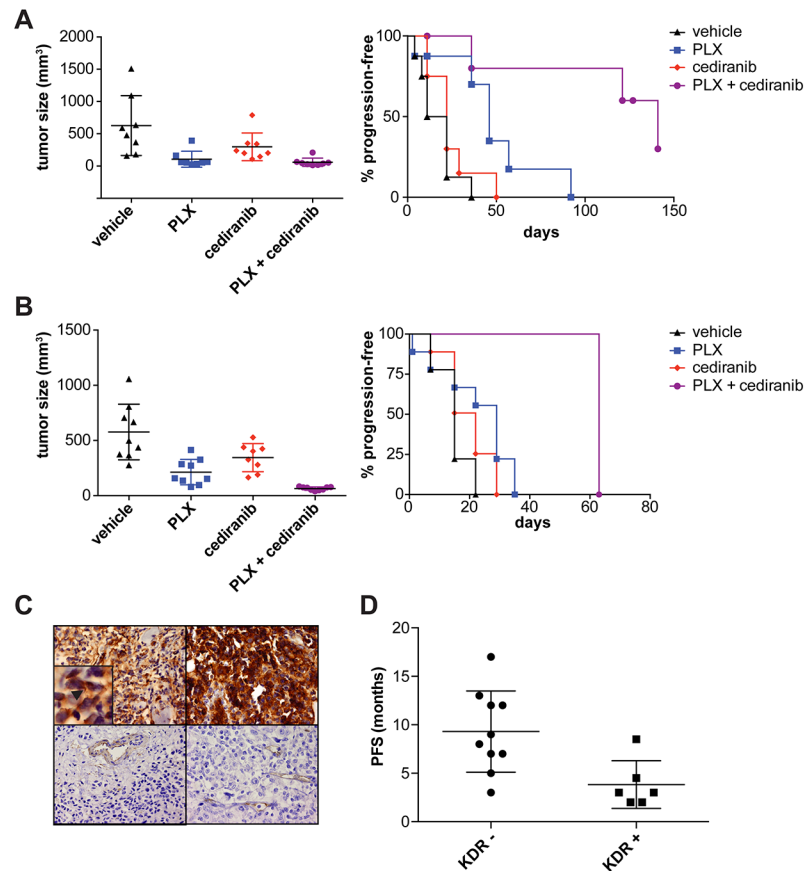 A
tumor size (mm³)
2000
1500
1000
500
0
vehicle
PLX
cediranib
PLX + cediranib
% progression-free
100
50
0
0
50
100
150
days
vehicle
PLX
cediranib
PLX + cediranib
B
tumor size (mm³)
1500
1000
500
0
vehicle
PLX
cediranib
PLX + cediranib
% progression-free
100
75
50
25
0
0
20
40
60
80
days
vehicle
PLX
cediranib
PLX + cediranib
C
D
PFS (months)
20
15
10
5
0
KDR -
KDR +